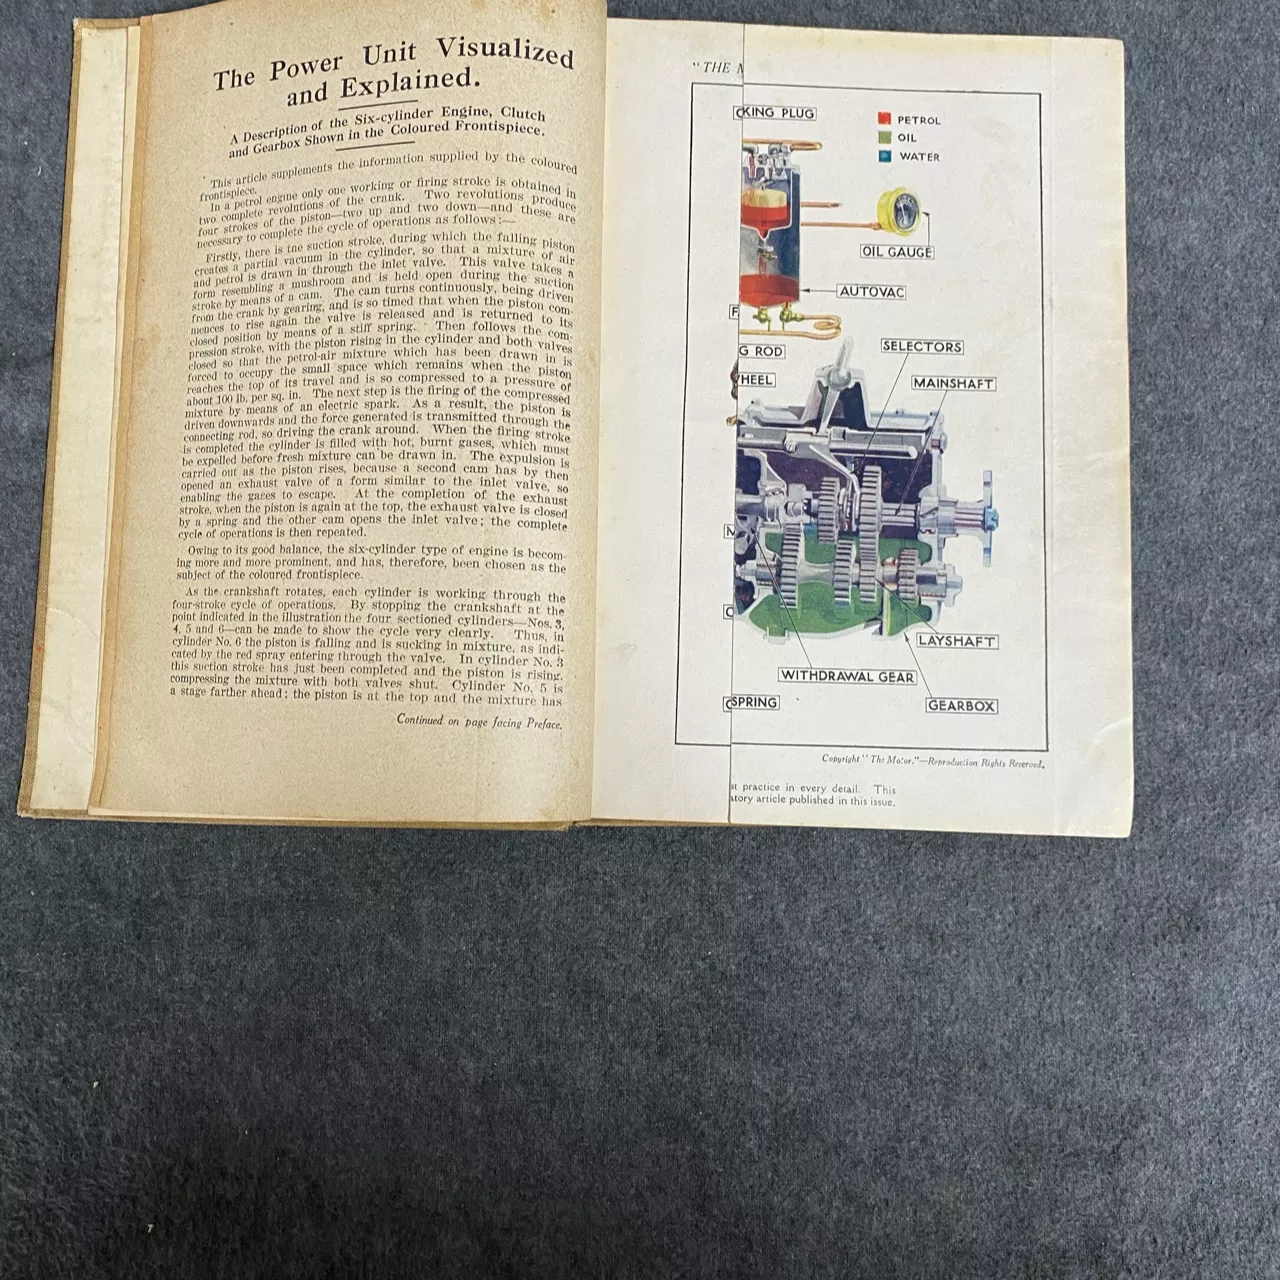 The Power Unit Visualized
and Explained.
A Description of the Six-cylinder Engine, Clutch
and Gearbox Shown in the Coloured Frontispiece.
This article supplements the information supplied by the coloured
frontispiece.
In a petrol engine only one working or firing stroke is obtained in
two complete revolutions of the crank. Two revolutions produce
four strokes of the piston—two up and two down—and these are
necessary to complete the cycle of operations as follows:—
Firstly, there is the suction stroke, during which the falling piston
creates a partial vacuum in the cylinder, so that a mixture of air
and petrol is drawn in through the inlet valve. This valve takes a
form resembling a mushroom and is held open during the suction
stroke by means of a cam. The cam turns continuously, being driven
from the crank by gearing, and is so timed that when the piston com-
mences to rise again the valve is released and is returned to its
closed position by means of a stiff spring. Then follows the com-
pression stroke, with the piston rising in the cylinder and both valves
closed so that the petrol-air mixture which has been drawn in is
forced to occupy the small space which remains when the piston
reaches the top of its travel and is so compressed to a pressure of
about 100 lb. per sq. in. The next step is the firing of the compressed
mixture by means of an electric spark. As a result, the piston is
driven downwards and the force generated is transmitted through the
connecting rod, so driving the crank around. When the firing stroke
is completed the cylinder is filled with hot, burnt gases, which must
be expelled before fresh mixture can be drawn in. The expulsion is
carried out as the piston rises, because a second cam has by then
opened an exhaust valve of a form similar to the inlet valve, so
enabling the gases to escape. At the completion of the exhaust
stroke, when the piston is again at the top, the exhaust valve is closed
by a spring and the other cam opens the inlet valve; the complete
cycle of operations is then repeated.
Owing to its good balance, the six-cylinder type of engine is becom-
ing more and more prominent, and has, therefore, been chosen as the
subject of the coloured frontispiece.
As the crankshaft rotates, each cylinder is working through the
four-stroke cycle of operations. By stopping the crankshaft at the
point indicated in the illustration the four sectioned cylinders—Nos. 3,
4, 5 and 6—can be made to show the cycle very clearly. Thus, in
cylinder No. 6 the piston is falling and is sucking in mixture, as indi-
cated by the red spray entering through the valve. In cylinder No. 3
this suction stroke has just been completed and the piston is rising,
compressing the mixture with both valves shut. Cylinder No. 5 is
a stage farther ahead; the piston is at the top and the mixture has
Continued on page facing Preface.
"THE M
KING PLUG
PETROL
OIL
WATER
OIL GAUGE
AUTOVAC
F
G ROD
SELECTORS
HEEL
MAINSHAFT
M
C
LAYSHAFT
WITHDRAWAL GEAR
SPRING
GEARBOX
Copyright "The Motor."—Reproduction Rights Reserved.
st practice in every detail. This
atory article published in this issue.